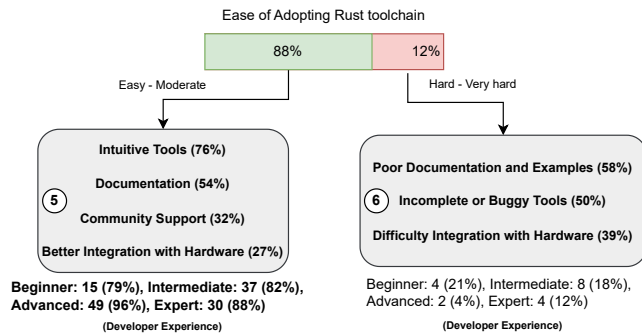 Ease of Adopting Rust toolchain
88%
12%
Easy - Moderate
Hard - Very hard
Intuitive Tools (76%)
Documentation (54%)
5
Community Support (32%)
Better Integration with Hardware (27%)
Beginner: 15 (79%), Intermediate: 37 (82%),
Advanced: 49 (96%), Expert: 30 (88%)
(Developer Experience)
Poor Documentation and Examples (58%)
6
Incomplete or Buggy Tools (50%)
Difficulty Integration with Hardware (39%)
Beginner: 4 (21%), Intermediate: 8 (18%),
Advanced: 2 (4%), Expert: 4 (12%)
(Developer Experience)